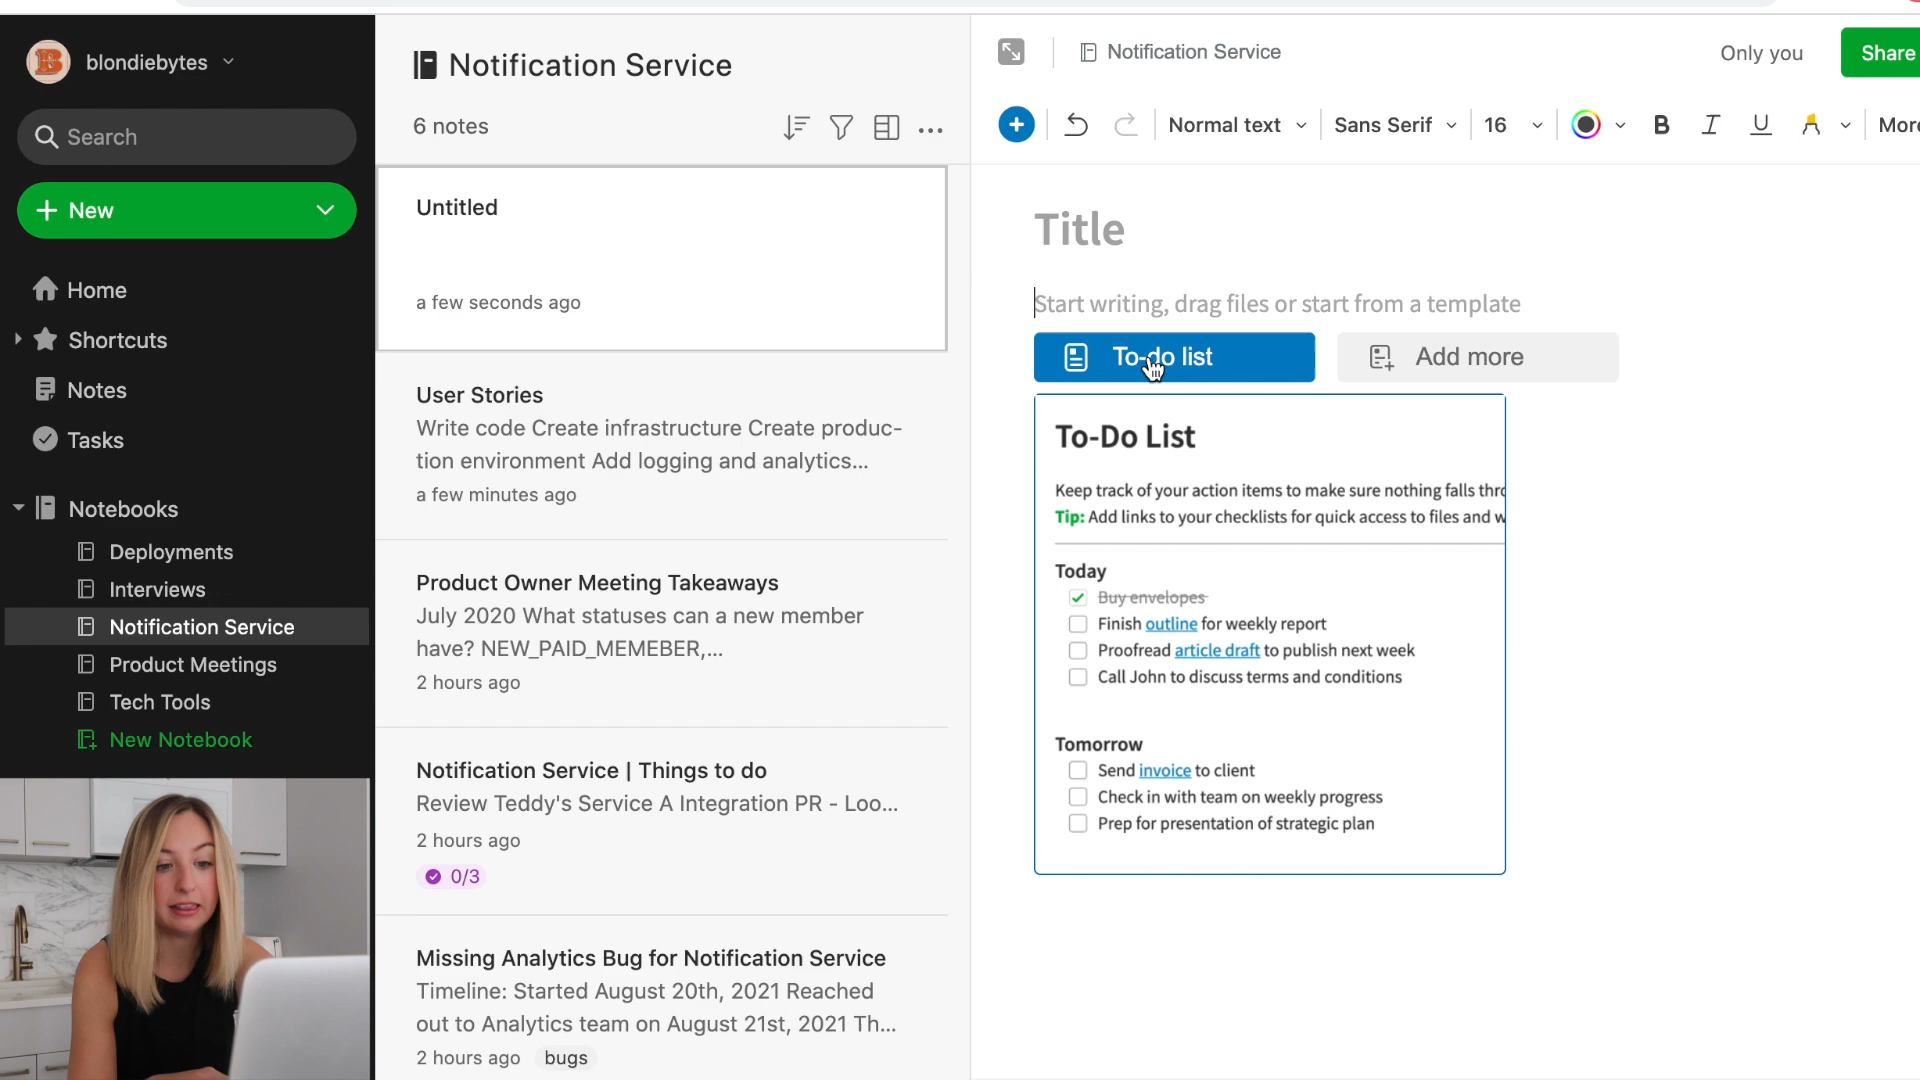 blondiebytes
Search
New
Home
Shortcuts
Notes
Tasks
Notebooks
Deployments
Interviews
Notification Service
Product Meetings
Tech Tools
New Notebook
Notification Service
6 notes
Untitled
a few seconds ago
User Stories
Write code Create infrastructure Create produc-
tion environment Add logging and analytics...
a few minutes ago
Product Owner Meeting Takeaways
July 2020 What statuses can a new member
have? NEW_PAID_MEMEBER,...
2 hours ago
Notification Service | Things to do
Review Teddy's Service A Integration PR - Loo...
2 hours ago
0/3
Missing Analytics Bug for Notification Service
Timeline: Started August 20th, 2021 Reached
out to Analytics team on August 21st, 2021 Th...
2 hours ago bugs
Notification Service
Only you
Share
Normal text Sans Serif 16 B I U More
Title
Start writing, drag files or start from a template
To-do list
Add more
To-Do List
Keep track of your action items to make sure nothing falls thro
Tip: Add links to your checklists for quick access to files and w
Today
Buy envelopes
Finish outline for weekly report
Proofread article draft to publish next week
Call John to discuss terms and conditions
Tomorrow
Send invoice to client
Check in with team on weekly progress
Prep for presentation of strategic plan